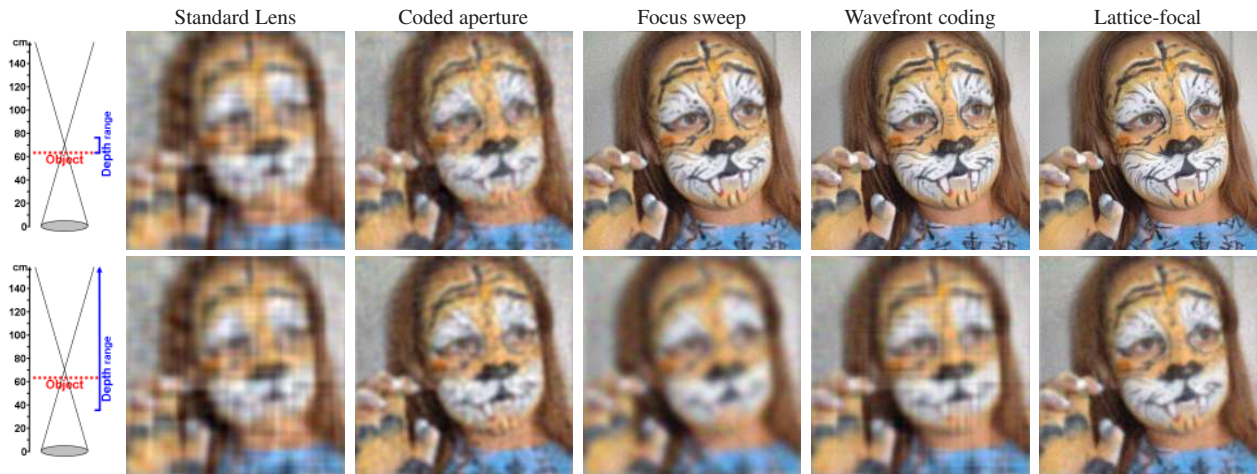 Standard Lens
Coded aperture
Focus sweep
Wavefront coding
Lattice-focal
cm
140
120
100
80
60
40
20
0
Object
Depth range
cm
140
120
100
80
60
40
20
0
Object
Depth range